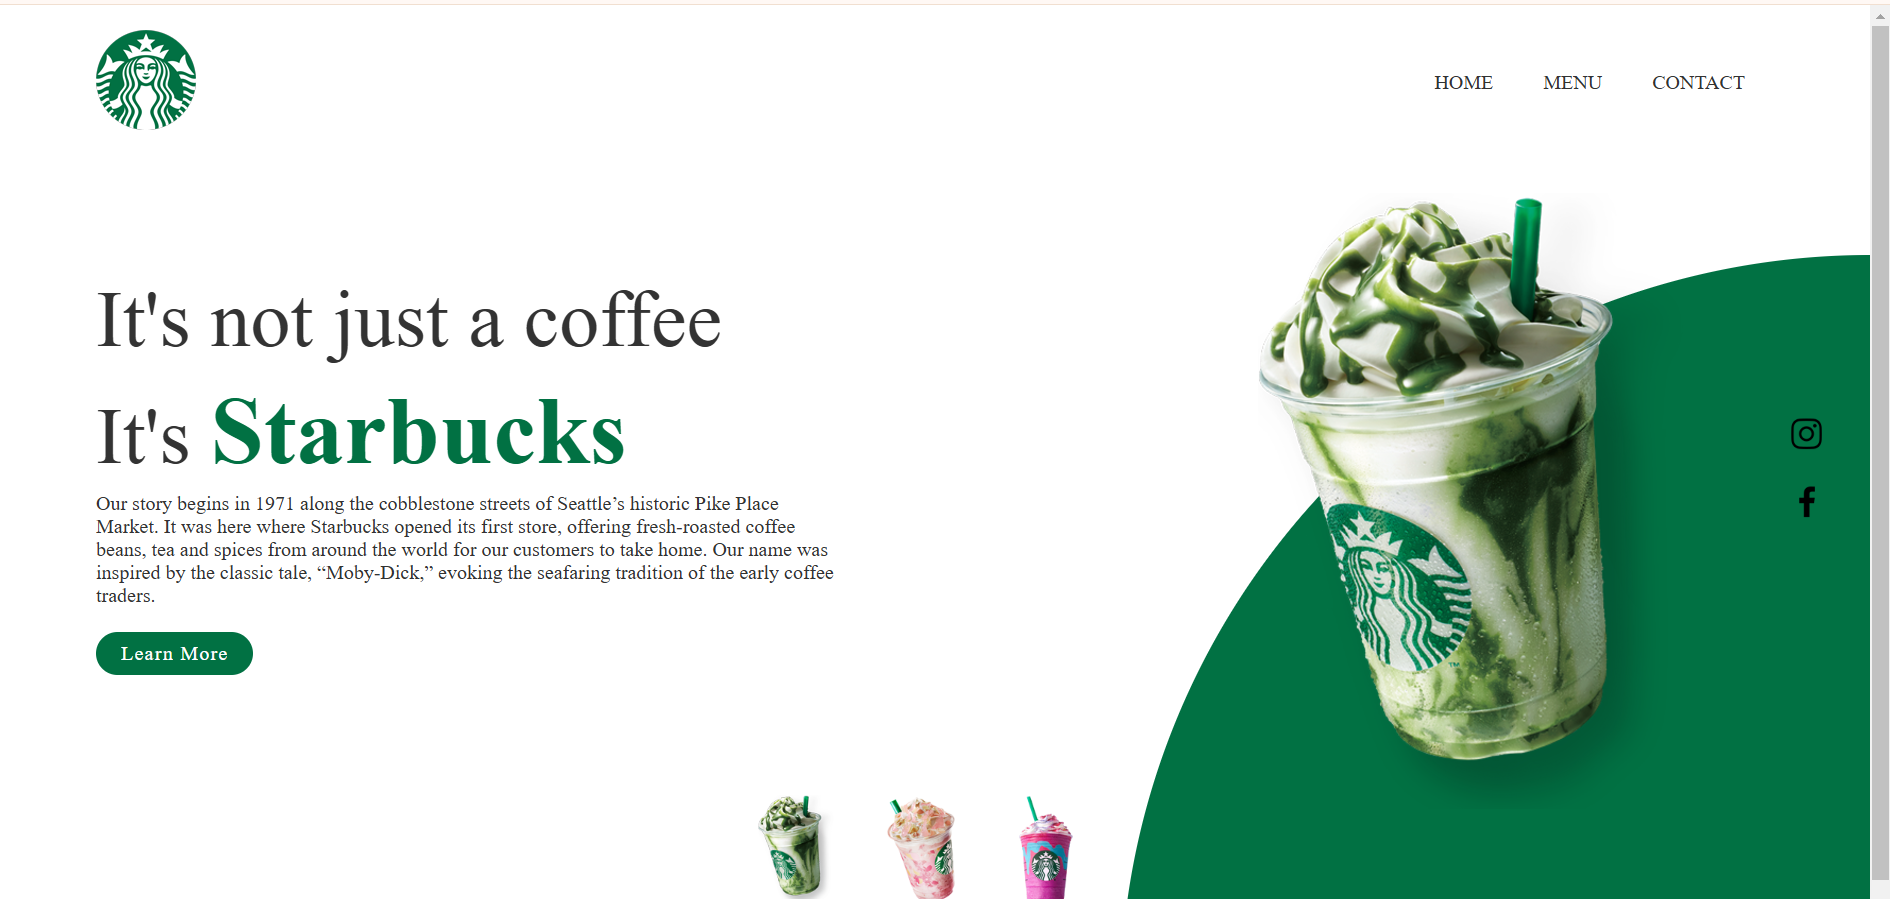 HOME MENU CONTACT
It's not just a coffee
It's Starbucks
Our story begins in 1971 along the cobblestone streets of Seattle’s historic Pike Place
Market. It was here where Starbucks opened its first store, offering fresh-roasted coffee
beans, tea and spices from around the world for our customers to take home. Our name was
inspired by the classic tale, “Moby-Dick,” evoking the seafaring tradition of the early coffee
traders.
Learn More
TM